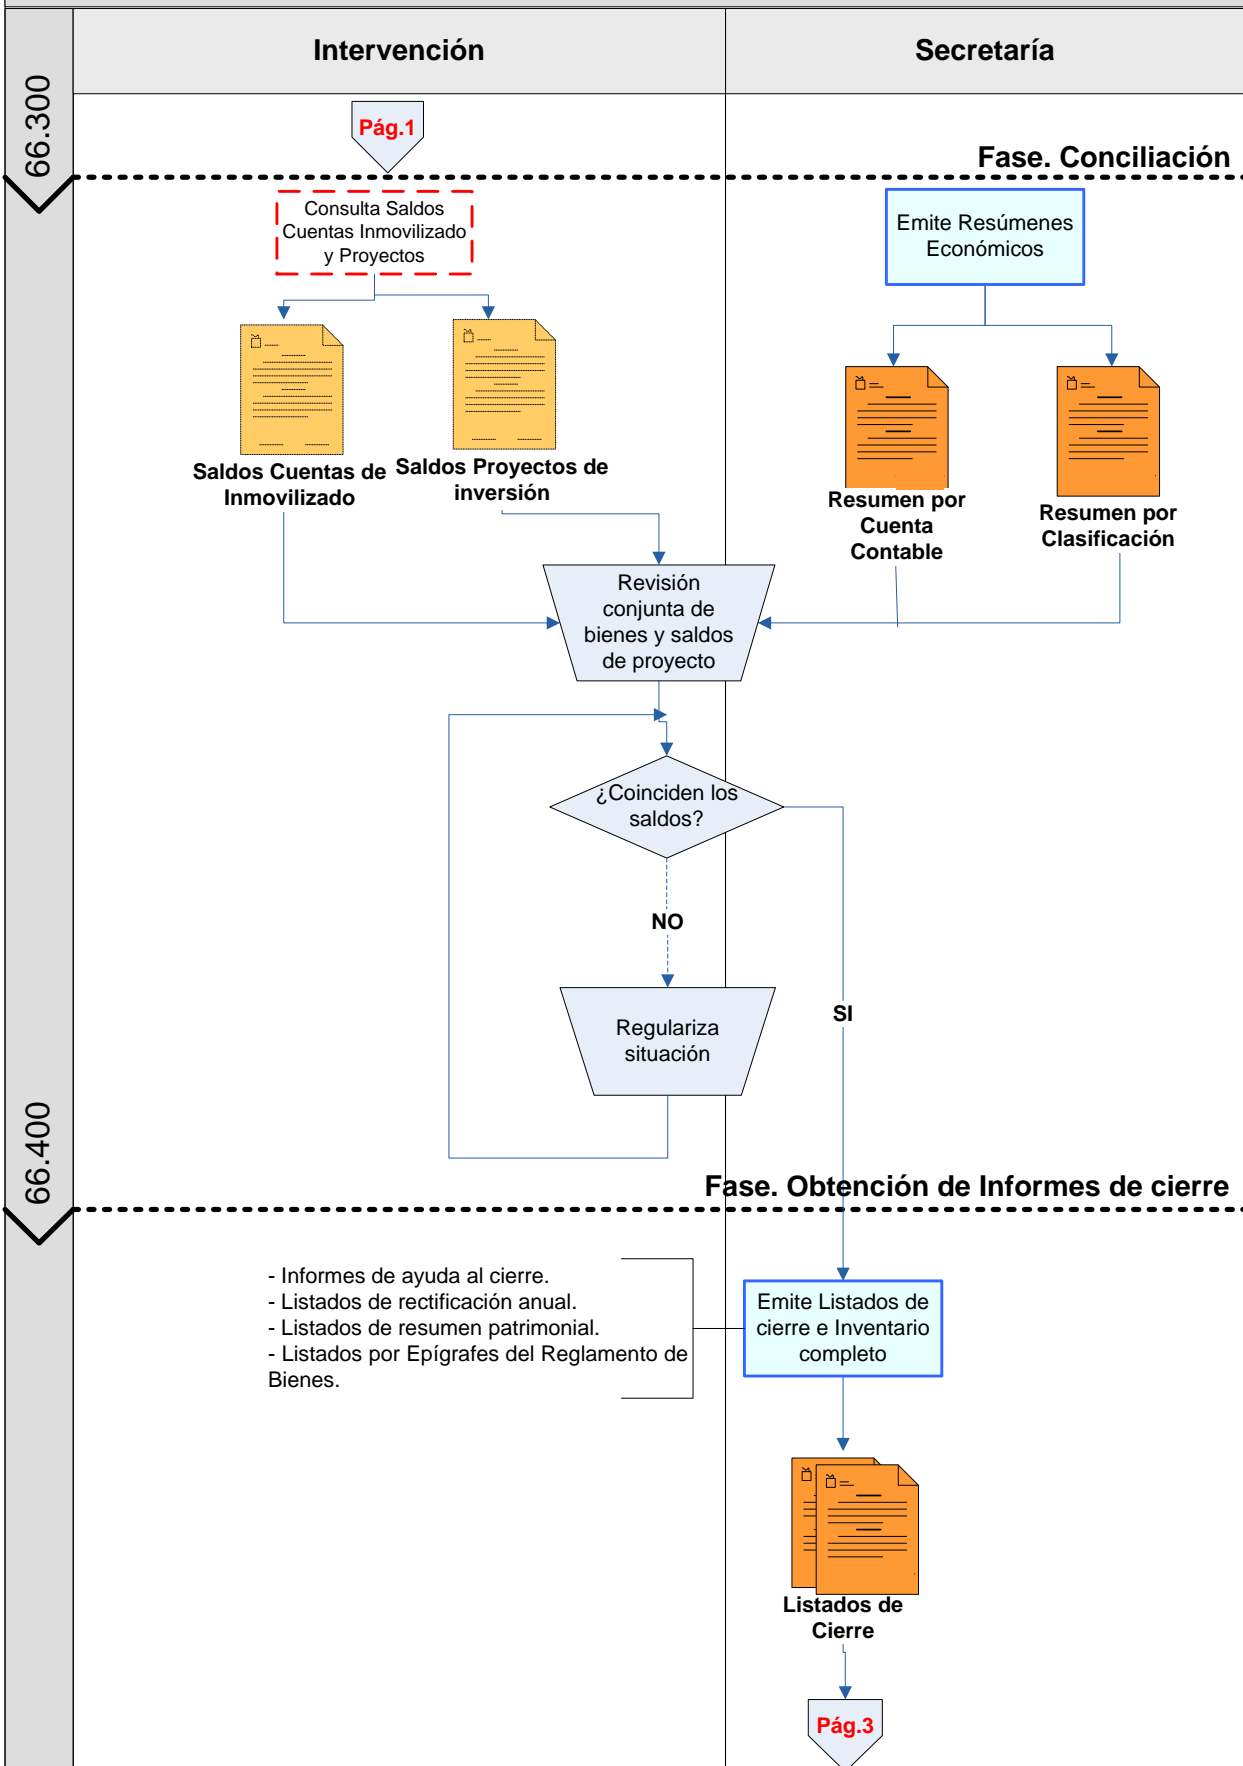 Intervención
Secretaría
66.300
Pág.1
Fase. Conciliación
Consulta Saldos
Cuentas Inmovilizado
y Proyectos
Emite Resúmenes
Económicos
Saldos Cuentas de
Inmovilizado
Saldos Proyectos de
inversión
Resumen por
Cuenta
Contable
Resumen por
Clasificación
Revisión
conjunta de
bienes y saldos
de proyecto
¿Coinciden los
saldos?
NO
SI
Regulariza
situación
66.400
Fase. Obtención de Informes de cierre
- Informes de ayuda al cierre.
- Listados de rectificación anual.
- Listados de resumen patrimonial.
- Listados por Epígrafes del Reglamento de
Bienes.
Emite Listados de
cierre e Inventario
completo
Listados de
Cierre
Pág.3